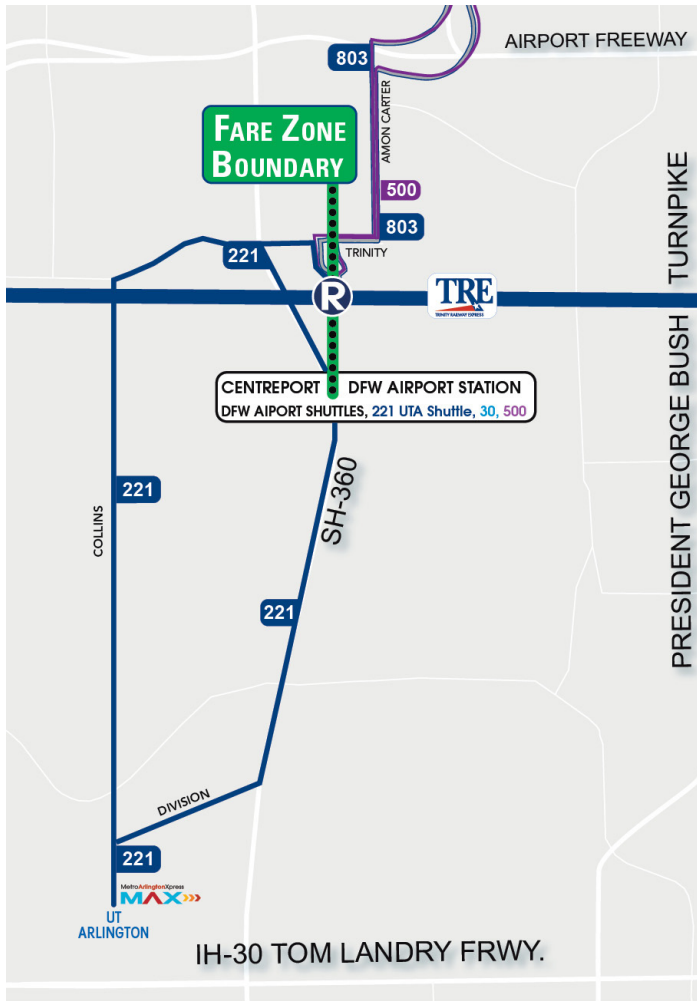 AIRPORT FREEWAY
803
AMON CARTER
FARE ZONE
BOUNDARY
500
803
TRINITY
221
R
TRE
TRINITY RAILWAY EXPRESS
PRESIDENT GEORGE BUSH TURNPIKE
CENTREPORT DFW AIRPORT STATION
DFW AIPORT SHUTTLES, 221 UTA Shuttle, 30, 500
SH-360
221
COLLINS
221
DIVISION
221
MetroArlingtonXpress
MAX
UT
ARLINGTON
IH-30 TOM LANDRY FRWY.